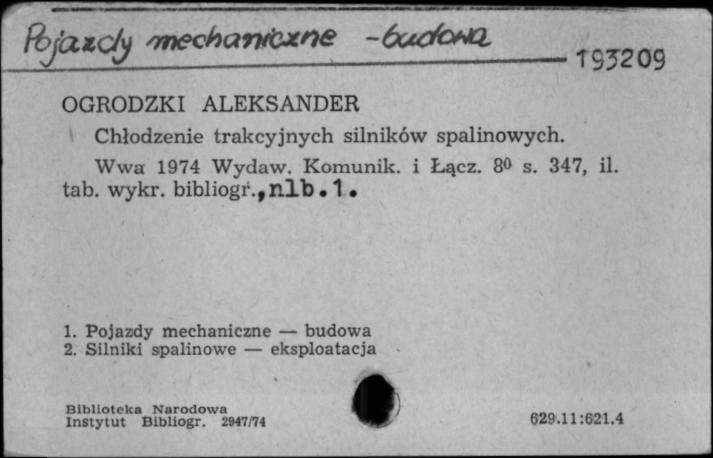 Pojazdy mechaniczne - budowa
193209
OGRODZKI ALEKSANDER
Chłodzenie trakcyjnych silników spalinowych.
Wwa 1974 Wydaw. Komunik. i Łącz. 8⁰ s. 347, il.
tab. wykr. bibliogr., nlb. 1.
1. Pojazdy mechaniczne — budowa
2. Silniki spalinowe — eksploatacja
Biblioteka Narodowa
Instytut Bibliogr. 2947/74
629.11:621.4